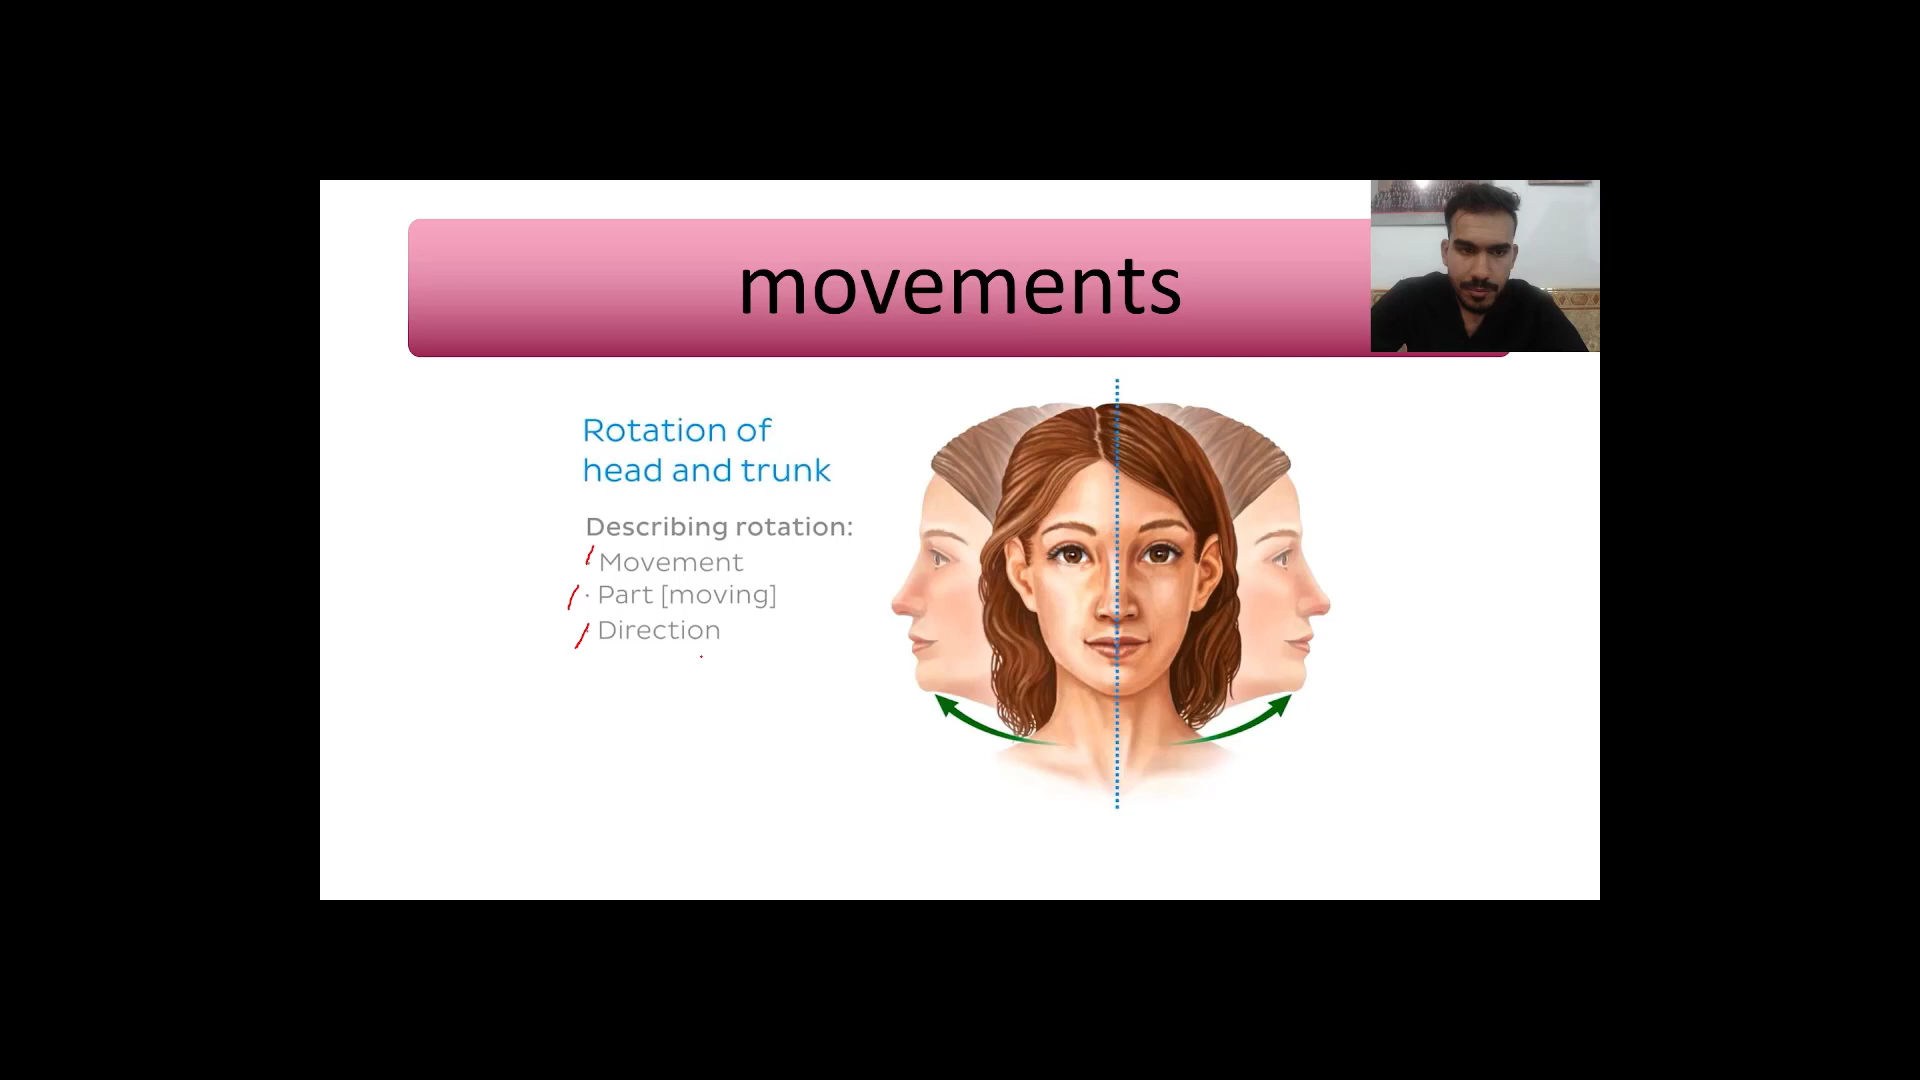 movements
Rotation of
head and trunk
Describing rotation:
Movement
· Part [moving]
Direction